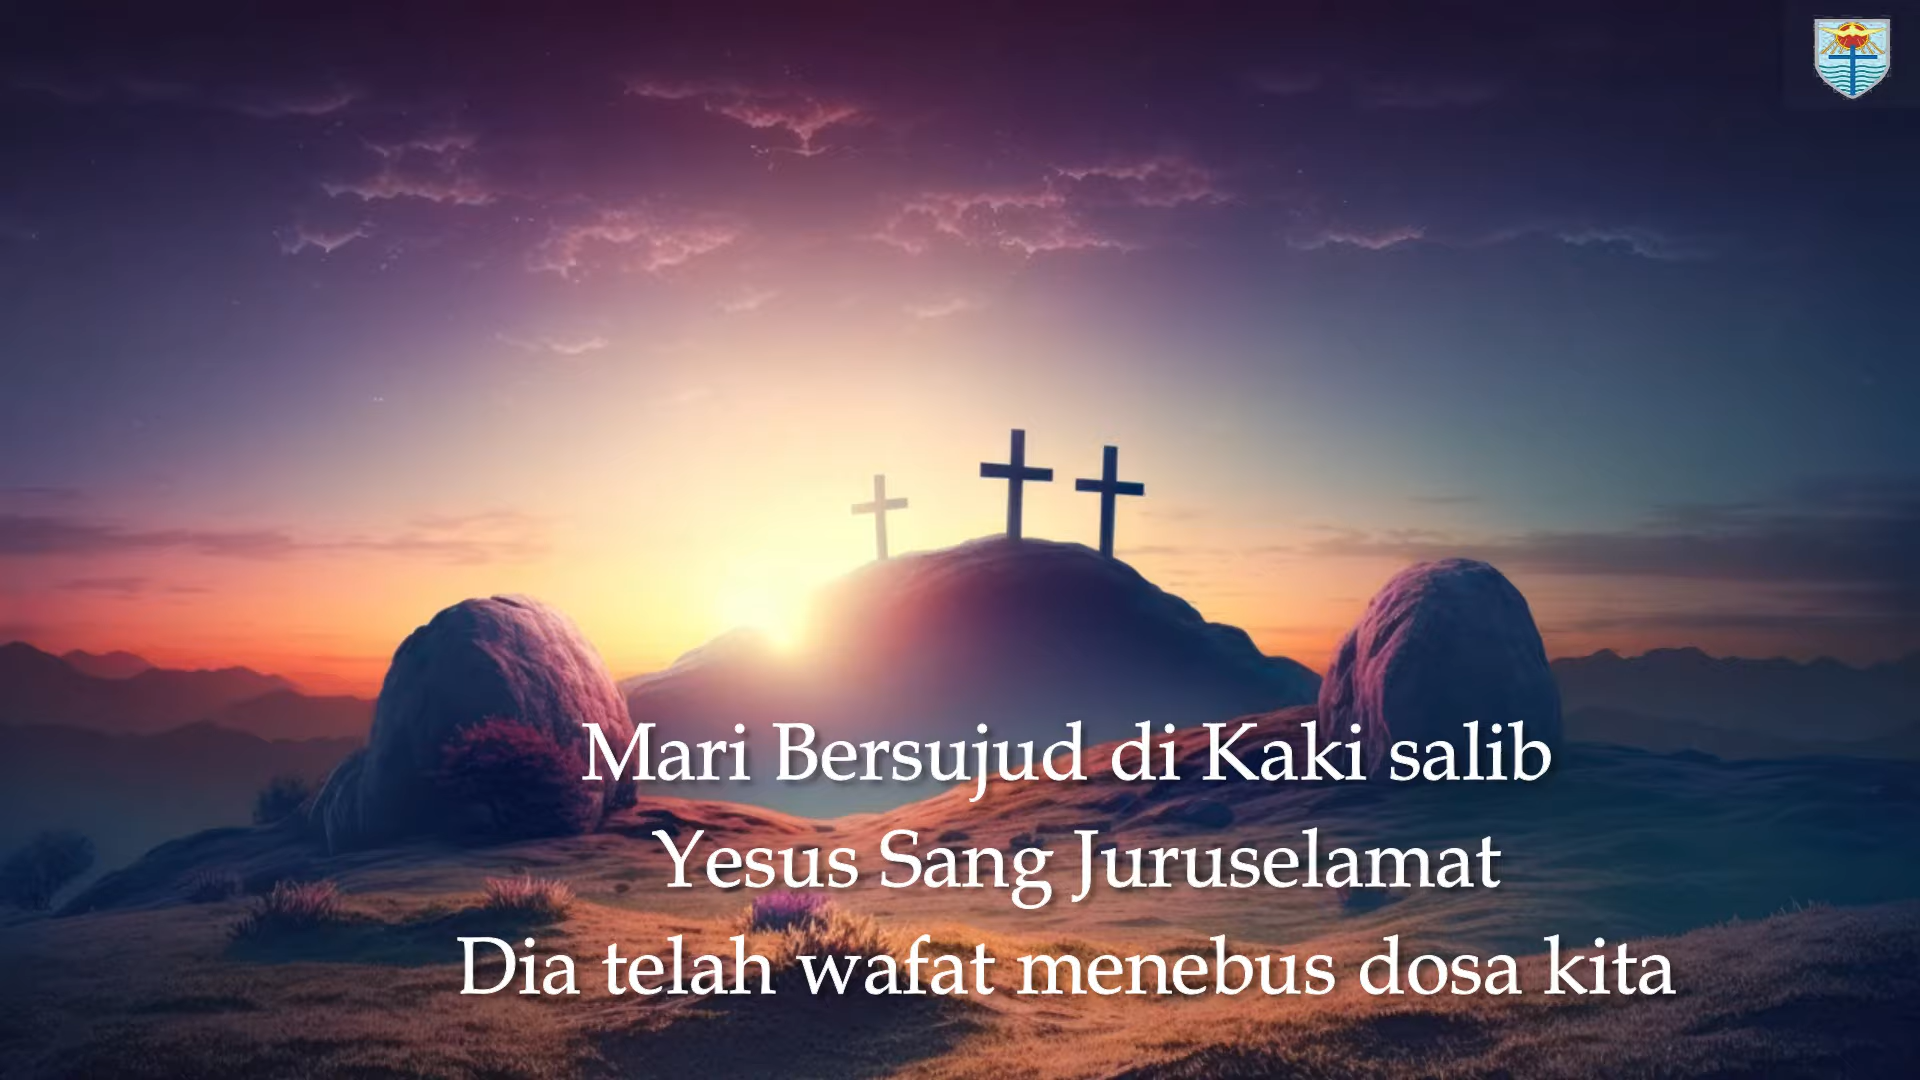 Mari Bersujud di Kaki salib
Yesus Sang Juruselamat
Dia telah wafat menebus dosa kita